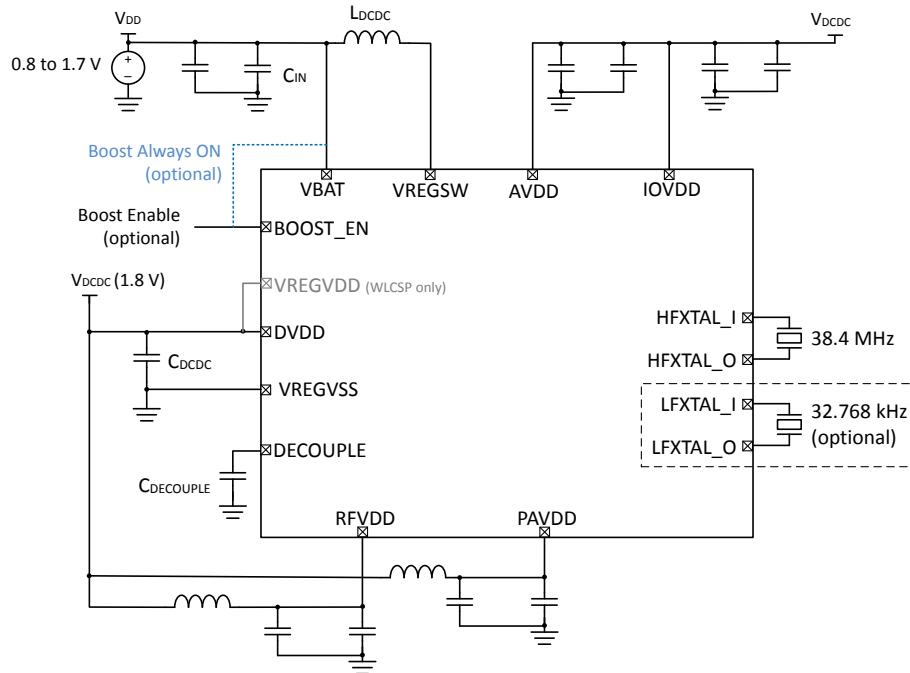 VDD
LDCDC
VDCDC
0.8 to 1.7 V
+
–
CIN
Boost Always ON
(optional)
VBAT
VREGSW
AVDD
IOVDD
Boost Enable
(optional)
BOOST_EN
VDCDC (1.8 V)
VREGVDD (WLCSP only)
DVDD
HFXTAL_I
38.4 MHz
CDCDC
HFXTAL_O
VREGVSS
LFXTAL_I
32.768 kHz
(optional)
LFXTAL_O
DECOUPLE
CDECOUPLE
RFVDD
PAVDD